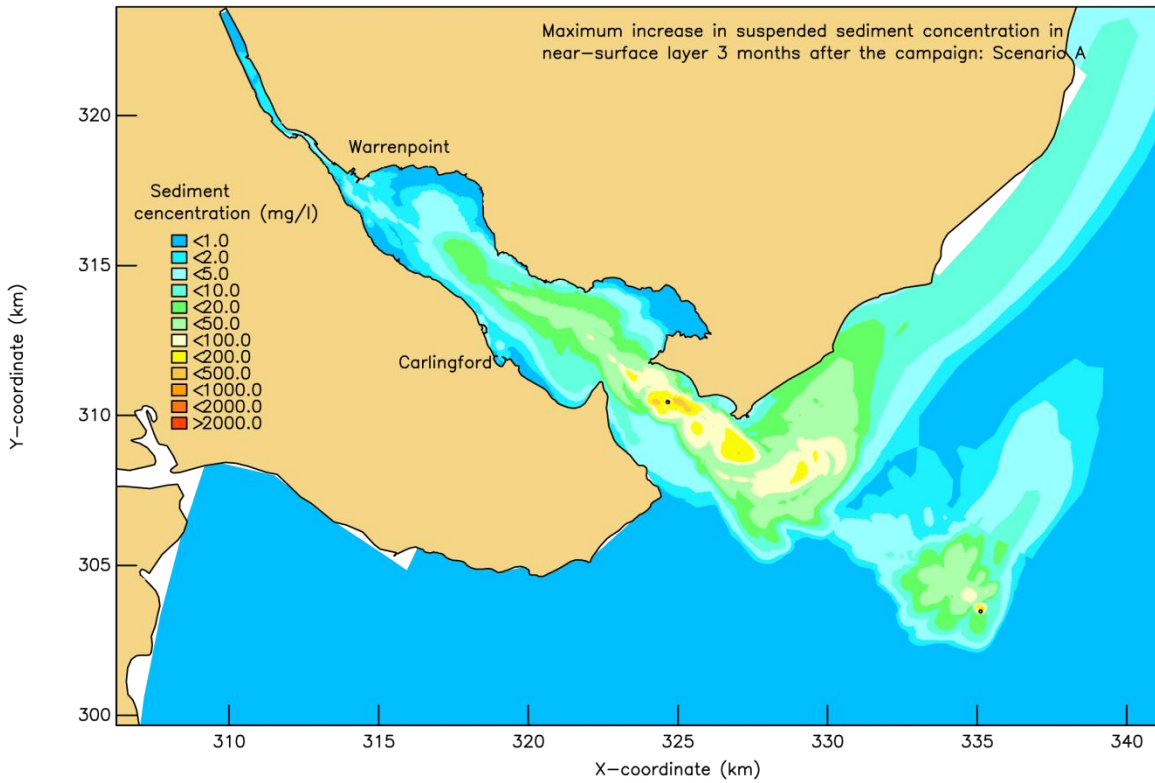 Maximum increase in suspended sediment concentration in
near-surface layer 3 months after the campaign: Scenario A
320
Warrenpoint
Sediment
cencentration (mg/l)
<1.0
<2.0
<5.0
<10.0
<20.0
<50.0
<100.0
<200.0
<500.0
<1000.0
<2000.0
>2000.0
315
Carlingford
310
305
300
Y-coordinate (km)
310 315 320 325 330 335 340
X-coordinate (km)